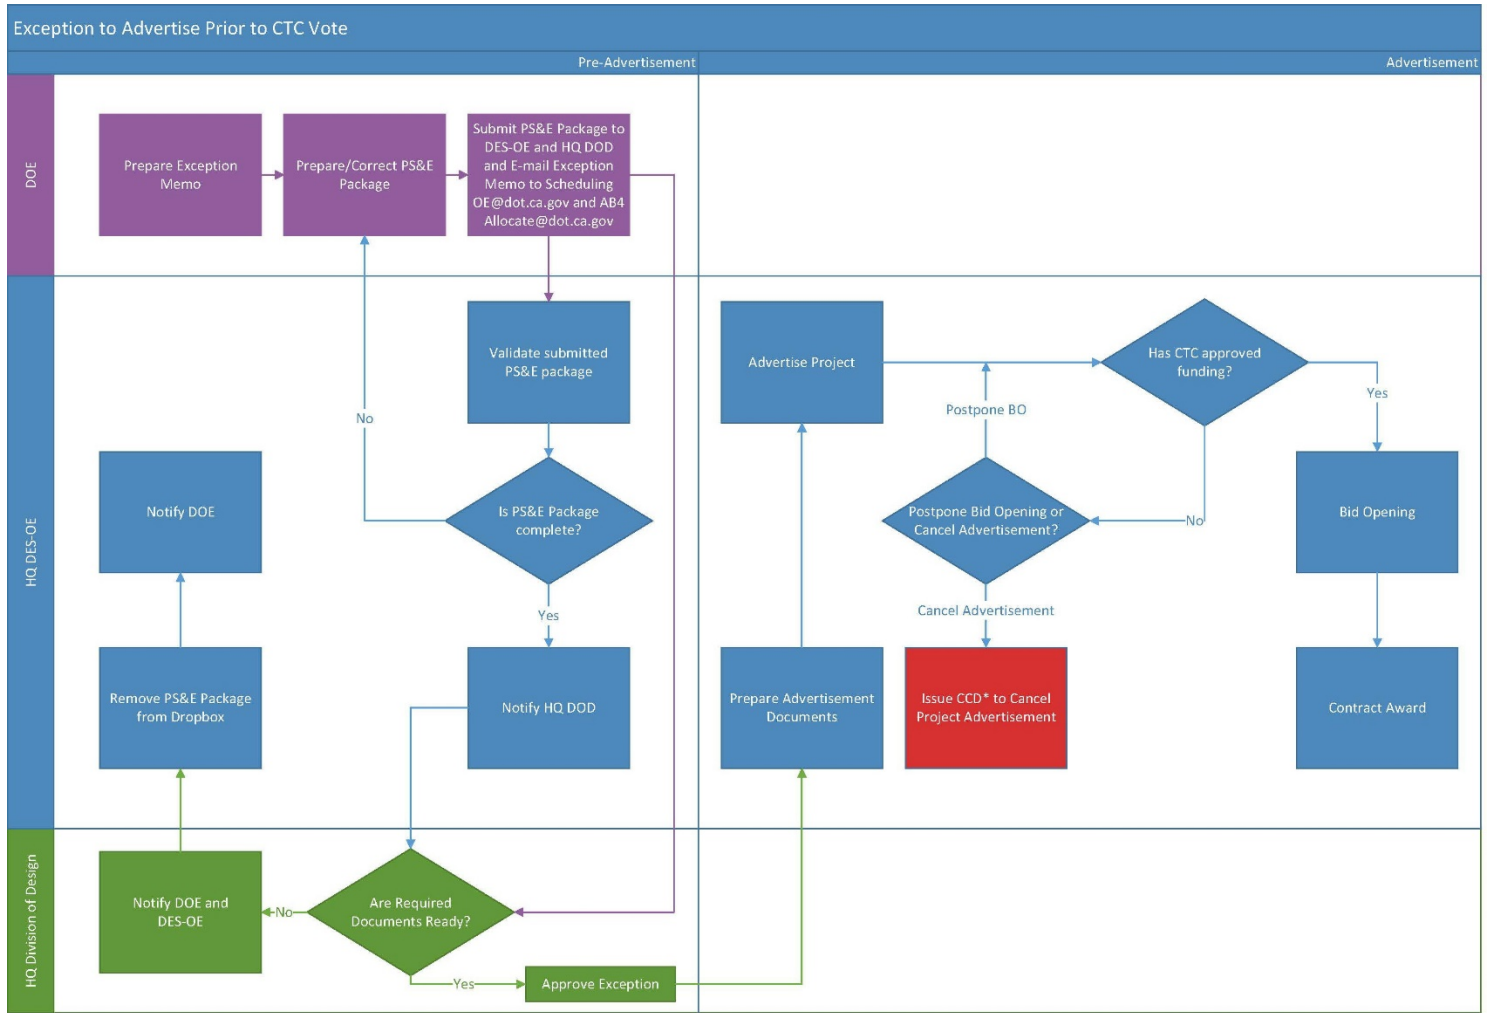 Exception to Advertise Prior to CTC Vote
Pre-Advertisement
Advertisement
DOE
Prepare Exception
Memo
Prepare/Correct PS&E
Package
Submit PS&E Package to
DES-OE and HQ DOD
and E-mail Exception
Memo to Scheduling
OE@dot.ca.gov and AB4
Allocate@dot.ca.gov
HQ DES-OE
Validate submitted
PS&E package
No
Is PS&E Package
complete?
Yes
Notify HQ DOD
Notify DOE
Remove PS&E Package
from Dropbox
Advertise Project
Has CTC approved
funding?
Yes
Postpone BO
Postpone Bid Opening or
Cancel Advertisement?
No
Bid Opening
Cancel Advertisement
Prepare Advertisement
Documents
Issue CCD* to Cancel
Project Advertisement
Contract Award
HQ Division of Design
Notify DOE and
DES-OE
No
Are Required
Documents Ready?
Yes
Approve Exception